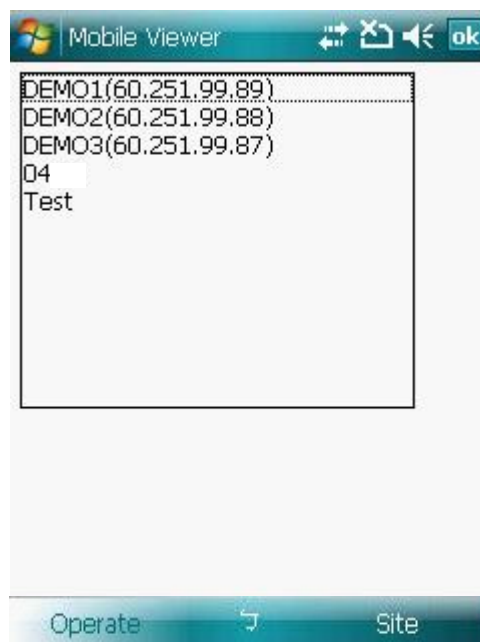 Mobile Viewer ok
DEMO1(60.251.99.89)
DEMO2(60.251.99.88)
DEMO3(60.251.99.87)
04
Test
Operate Site